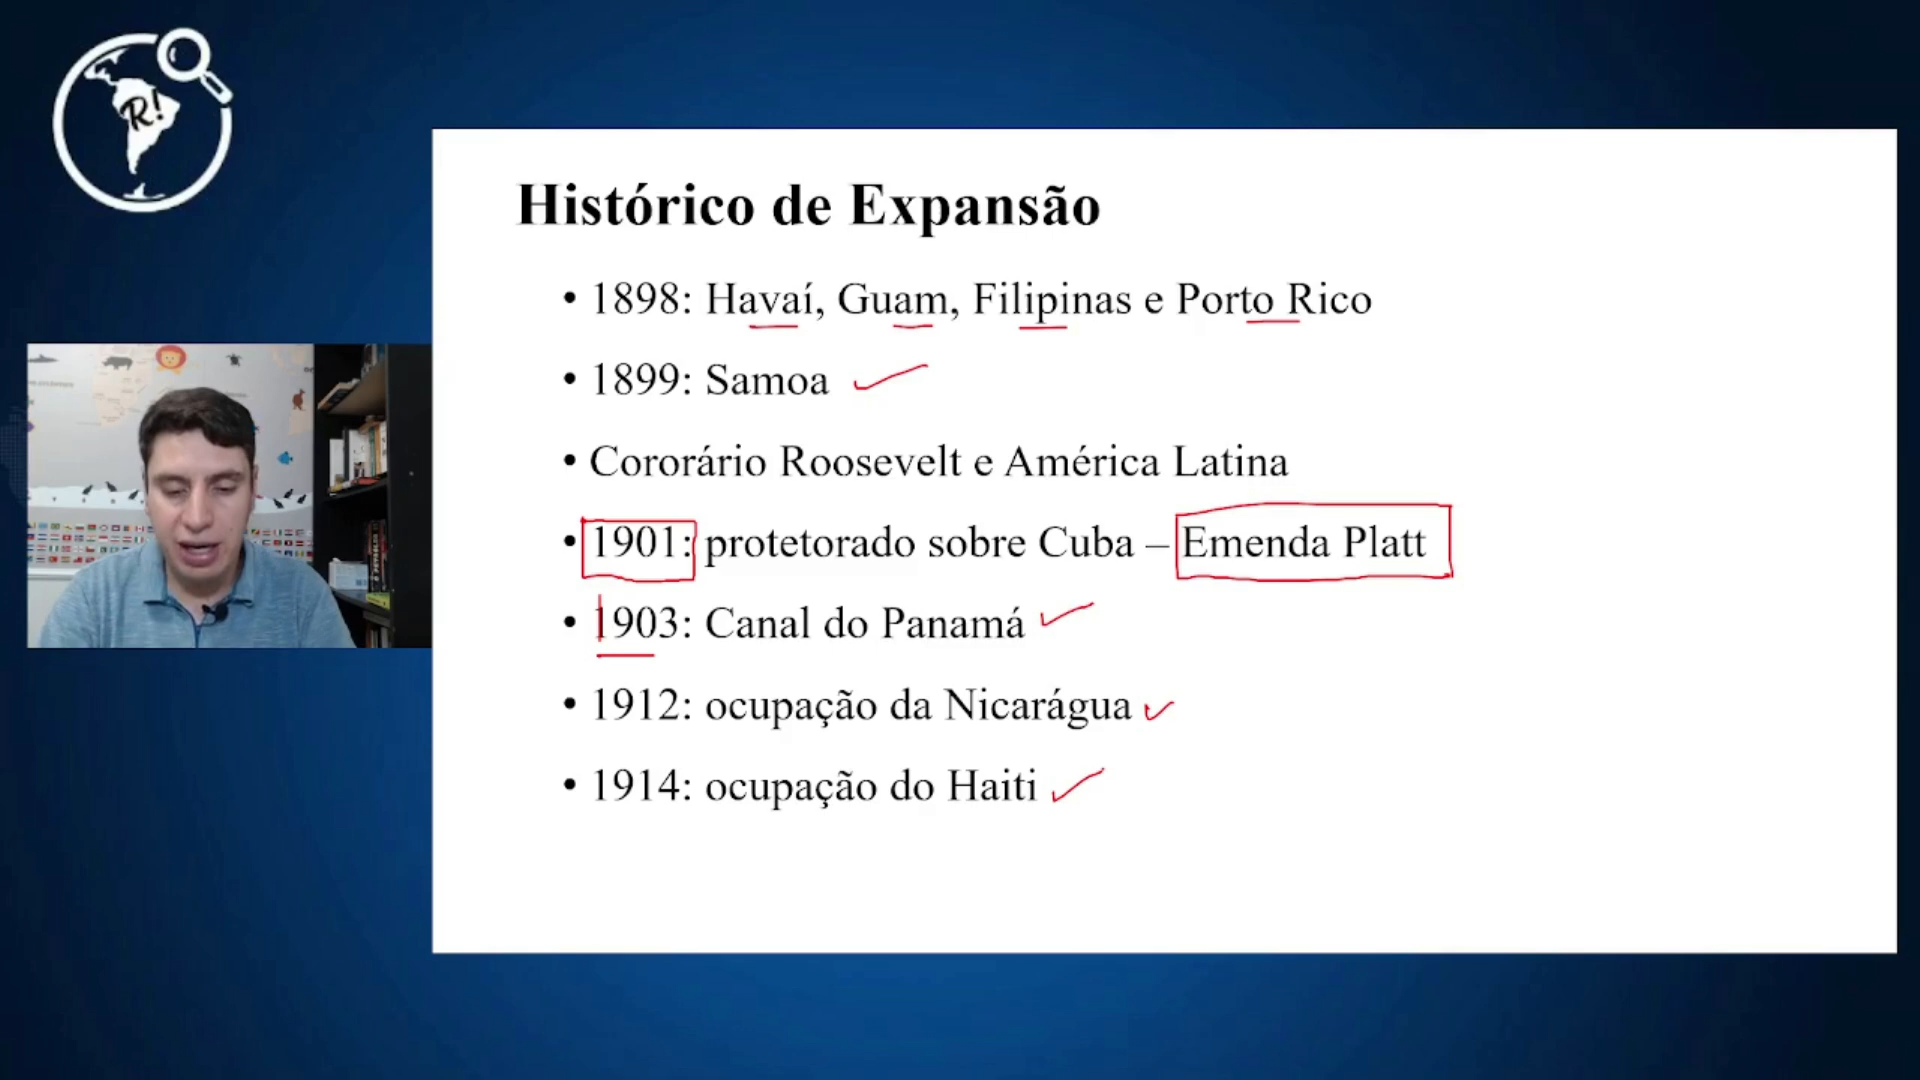 R!
Histórico de Expansão
• 1898: Havaí, Guam, Filipinas e Porto Rico
• 1899: Samoa
• Cororário Roosevelt e América Latina
• 1901: protetorado sobre Cuba – Emenda Platt
• 1903: Canal do Panamá
• 1912: ocupação da Nicarágua
• 1914: ocupação do Haiti